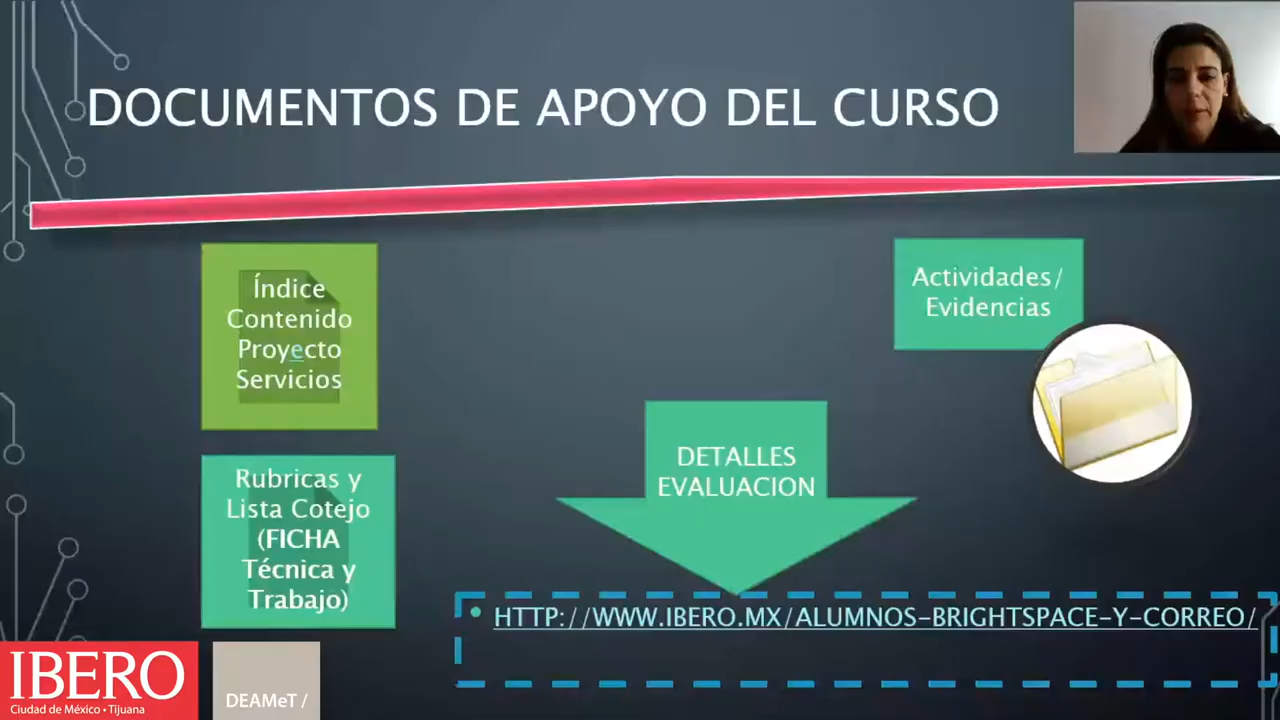 DOCUMENTOS DE APOYO DEL CURSO
Índice
Contenido
Proyecto
Servicios
Actividades/
Evidencias
Rubricas y
Lista Cotejo
(FICHA
Técnica y
Trabajo)
DETALLES
EVALUACION
• HTTP://WWW.IBERO.MX/ALUMNOS-BRIGHTSPACE-Y-CORREO/
IBERO
Ciudad de México • Tijuana
DEAMeT /